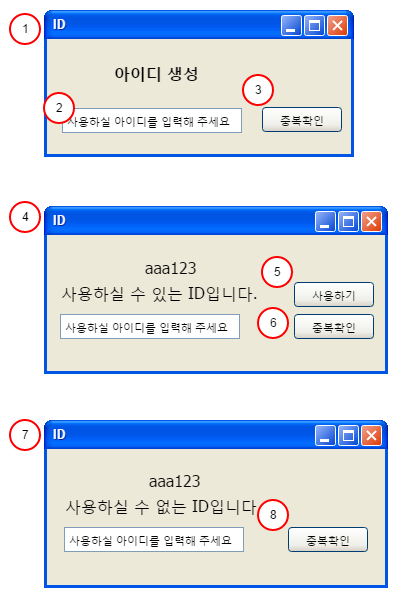 1
ID
아이디 생성
3
2
사용하실 아이디를 입력해 주세요
중복확인
4
ID
aaa123
5
사용하실 수 있는 ID입니다.
사용하기
6
사용하실 아이디를 입력해 주세요
중복확인
7
ID
aaa123
사용하실 수 없는 ID입니다
8
사용하실 아이디를 입력해 주세요
중복확인